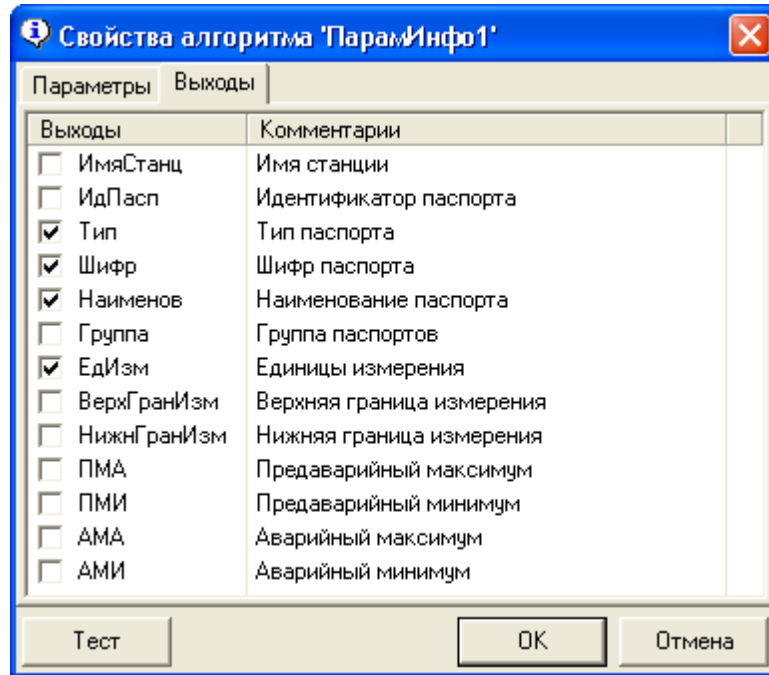 Свойства алгоритма 'ПарамИнфо1'
Параметры Выходы
Выходы Комментарии
ИмяСтанц Имя станции
ИдПасп Идентификатор паспорта
Тип Тип паспорта
Шифр Шифр паспорта
Наименов Наименование паспорта
Группа Группа паспортов
ЕдИзм Единицы измерения
ВерхГранИзм Верхняя граница измерения
НижнГранИзм Нижняя граница измерения
ПМА Предаварийный максимум
ПМИ Предаварийный минимум
АМА Аварийный максимум
АМИ Аварийный минимум
Тест OK Отмена